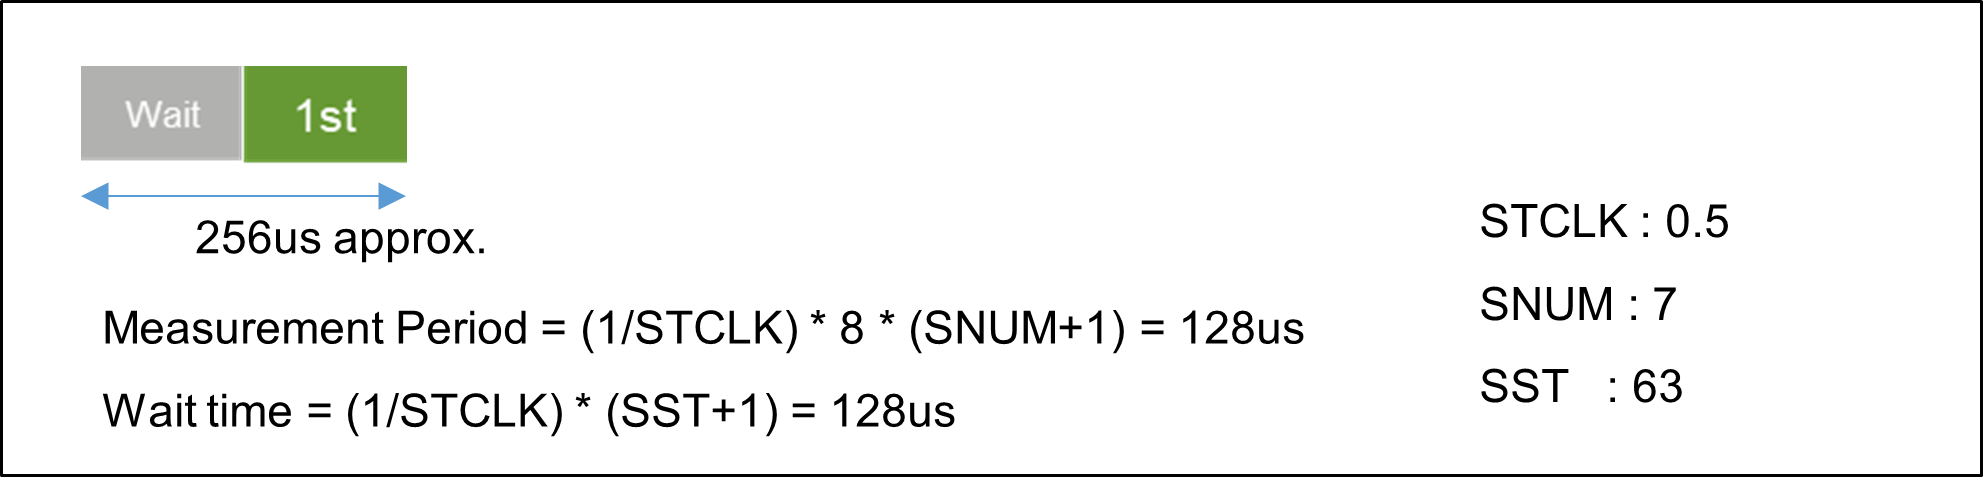 Wait 1st
256us approx.
Measurement Period = (1/STCLK) * 8 * (SNUM+1) = 128us
Wait time = (1/STCLK) * (SST+1) = 128us
STCLK : 0.5
SNUM : 7
SST : 63